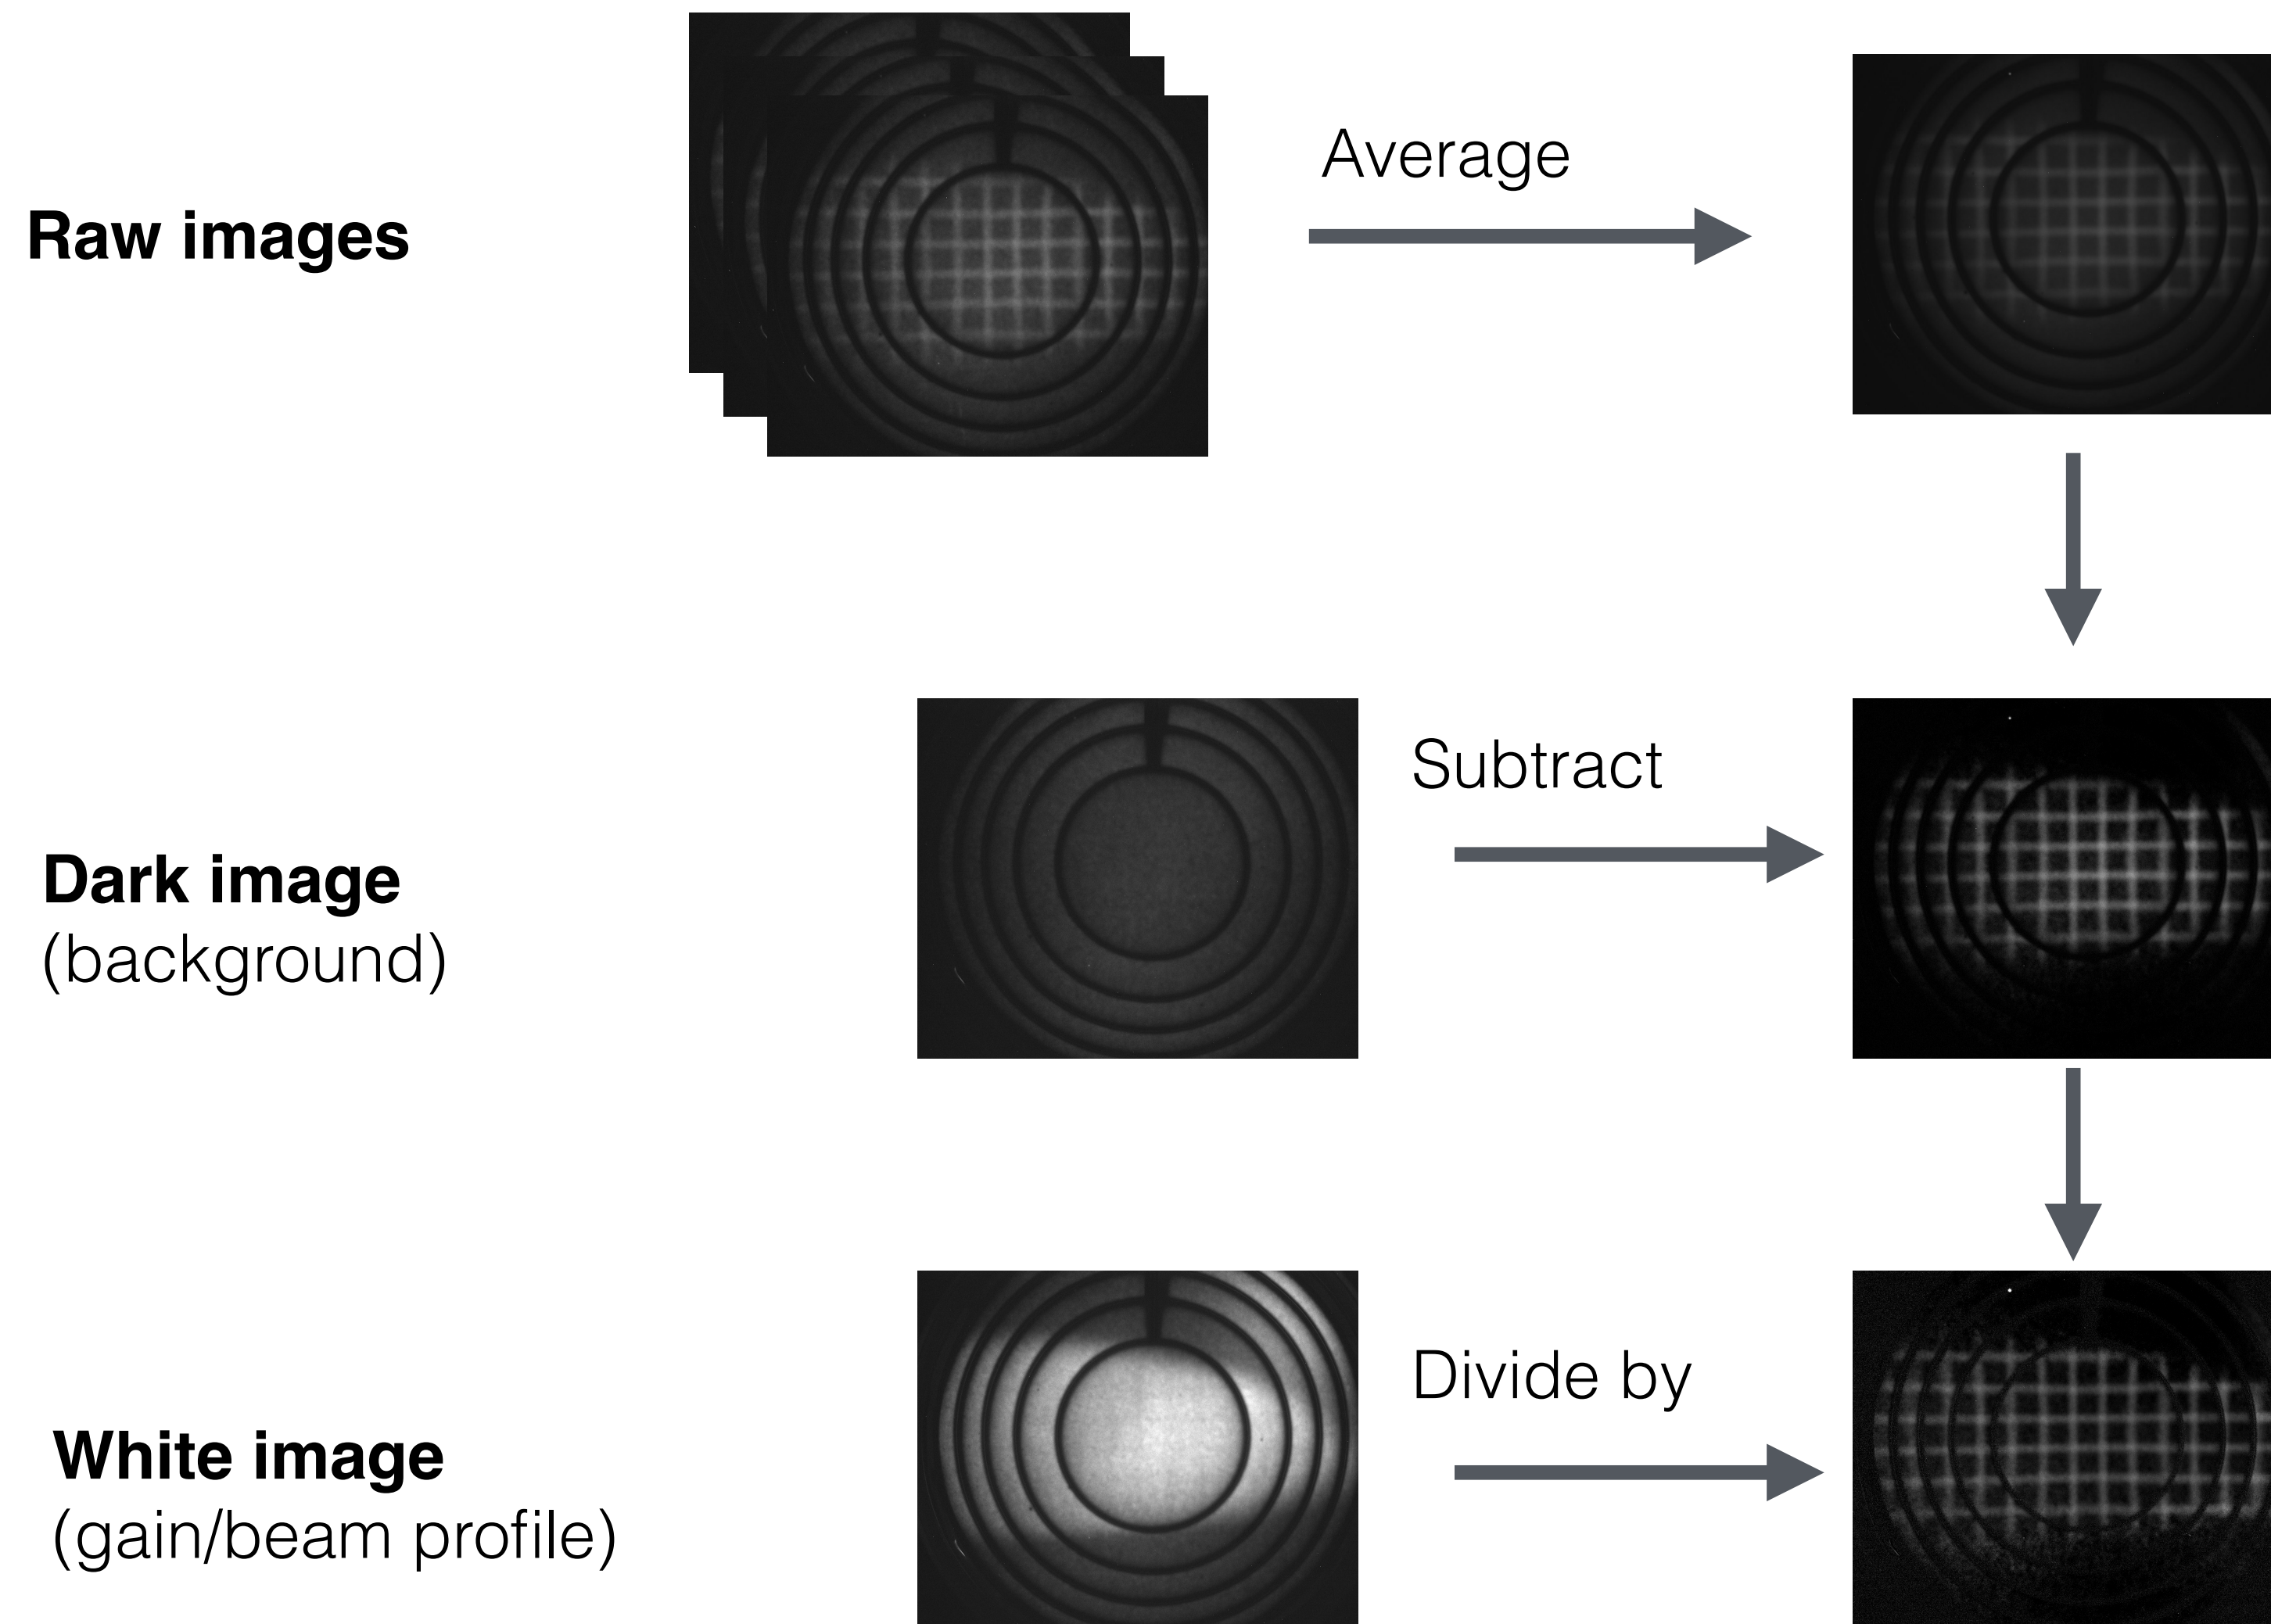 Average
Raw images
Subtract
Dark image
(background)
Divide by
White image
(gain/beam profile)